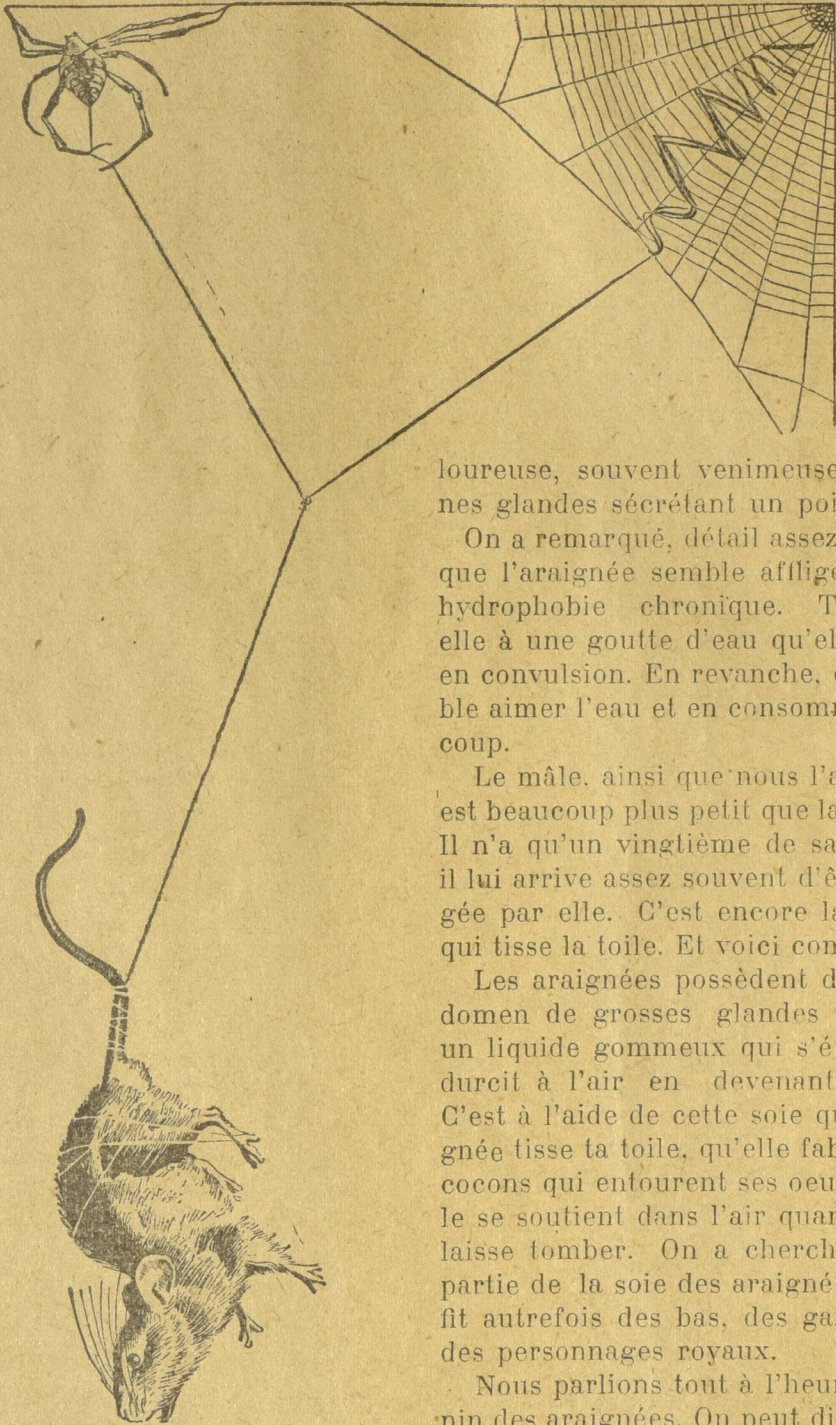 loureuse, souvent venimeuse
nes glandes sécrétant un poi
On a remarqué, détail assez
que l'araignée semble afflig
hydrophobie chronique. T
elle à une goutte d'eau qu'el
en convulsion. En revanche,
ble aimer l'eau et en consom
coup.
Le mâle, ainsi que nous l'a
est beaucoup plus petit que la
Il n'a qu'un vingtième de sa
il lui arrive assez souvent d'ê
gée par elle. C'est encore la
qui tisse la toile. Et voici com
Les araignées possèdent d
domen de grosses glandes
un liquide gommeux qui s'é
durcit à l'air en devenant
C'est à l'aide de cette soie qu
gnée tisse ta toile, qu'elle fab
cocons qui entourent ses oeu
le se soutient dans l'air quan
laisse tomber. On a cherch
partie de la soie des araigné
fit autrefois des bas, des ga
des personnages royaux.
Nous parlions tout à l'heur
nin des araignées. On peut di